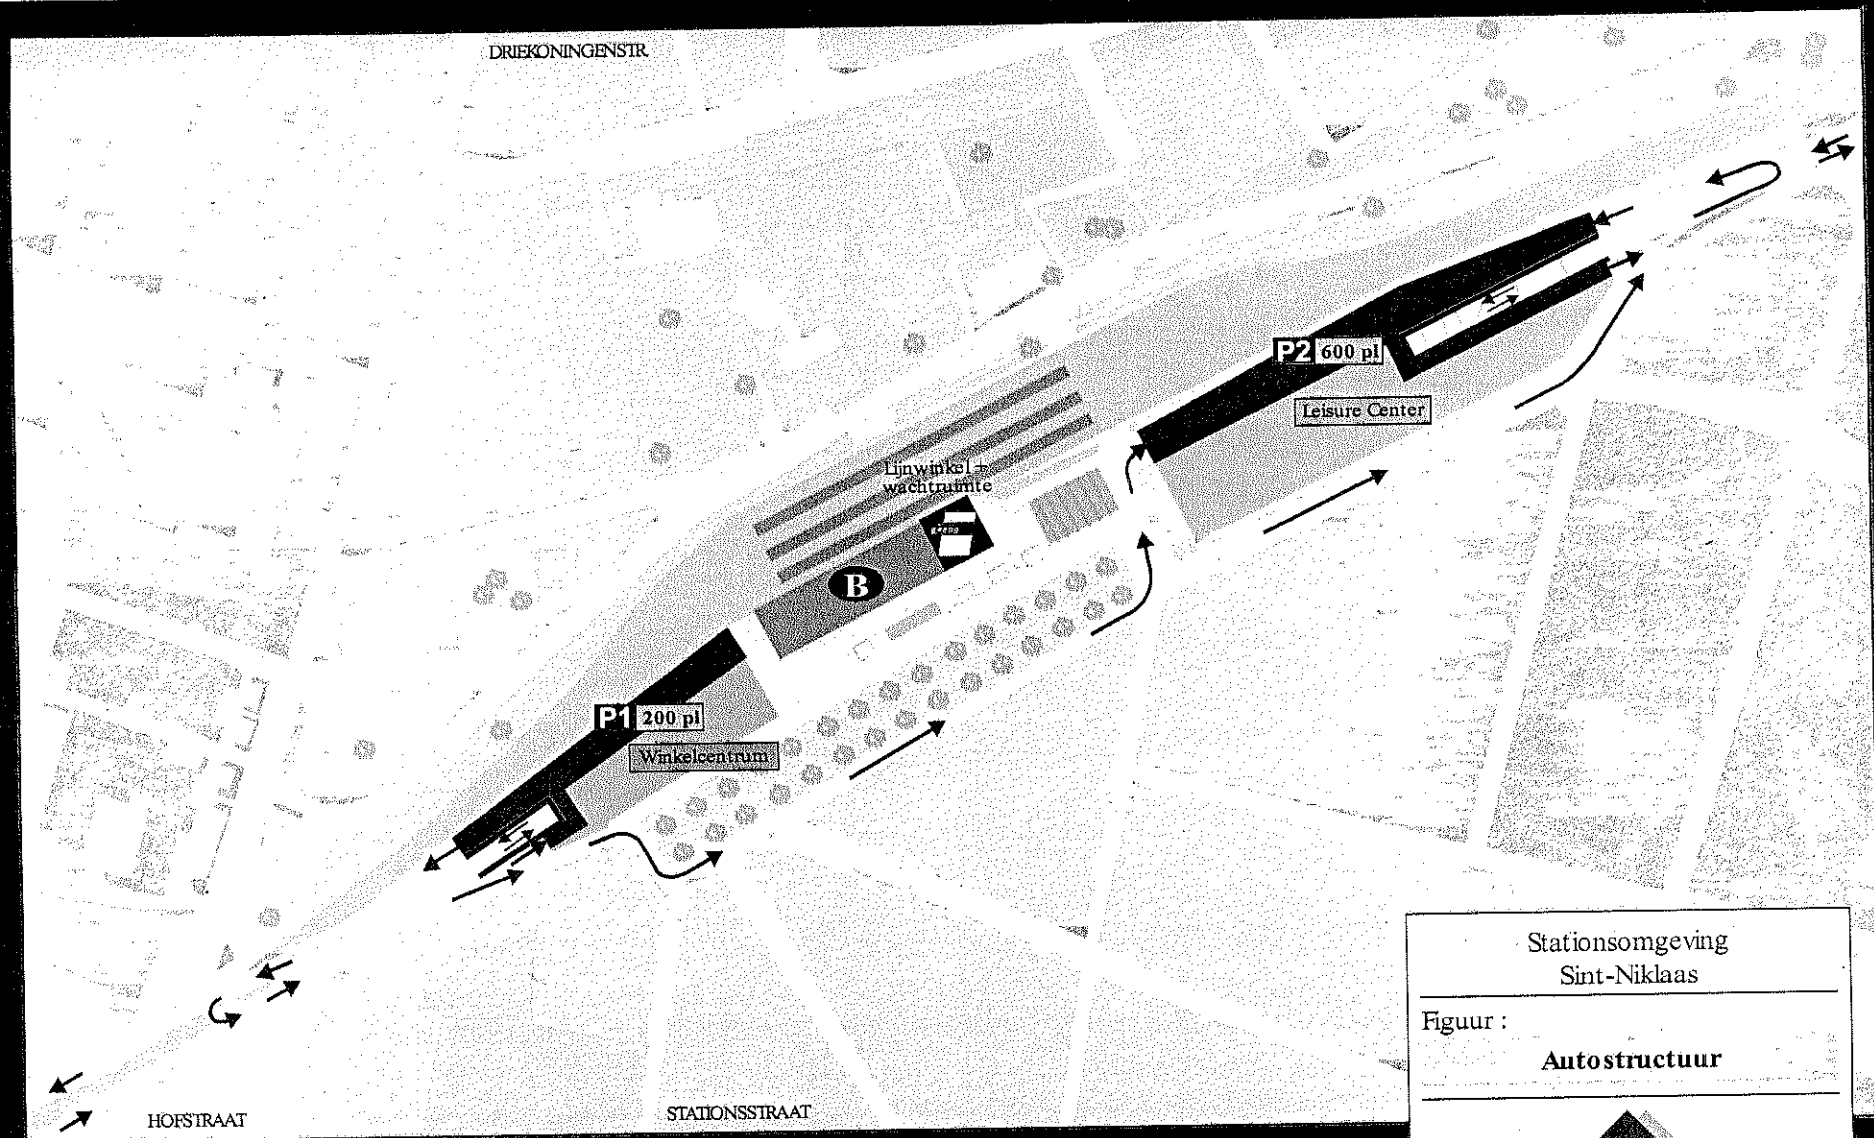 DRIEKONINGENSTR.
P2 600 pl
Leisure Center
Lijnwinkel +
wachtruimte
B
P1 200 pl
Winkelcentrum
Stationsomgeving
Sint-Niklaas
Figuur :
Autostructuur
HOFSTRAAT
STATIONSSTRAAT